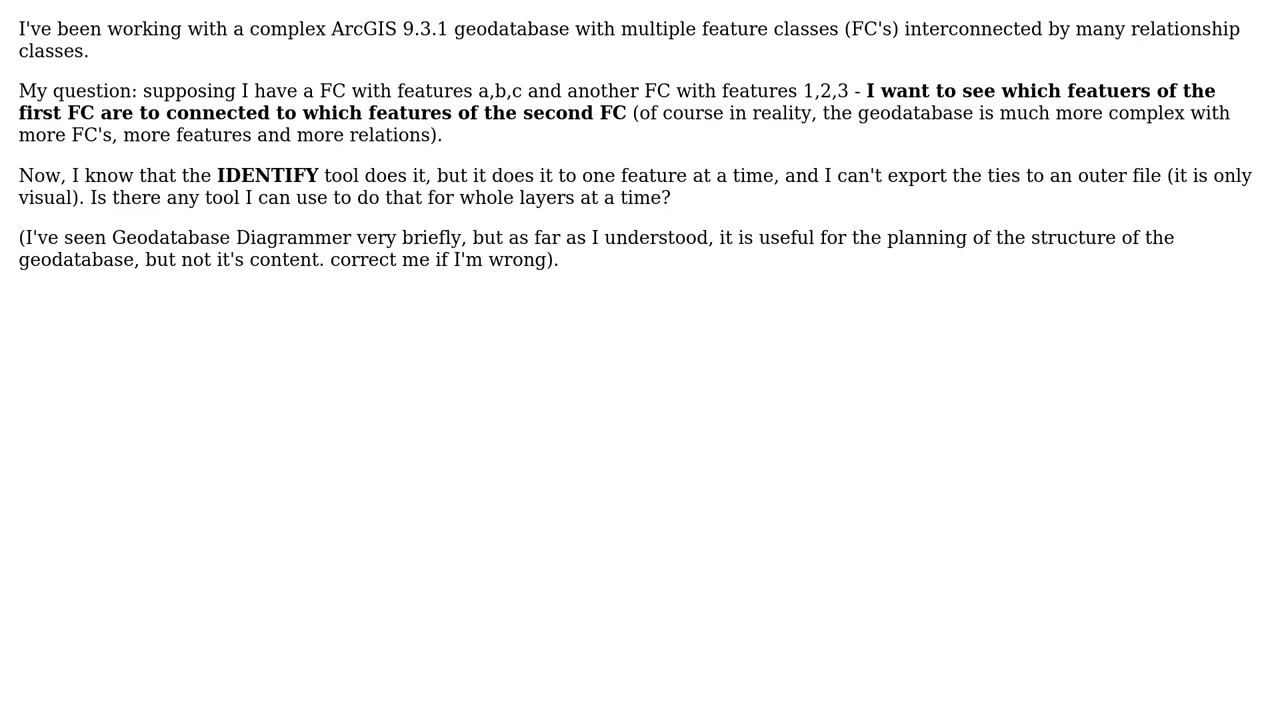 I've been working with a complex ArcGIS 9.3.1 geodatabase with multiple feature classes (FC's) interconnected by many relationship
classes.
My question: supposing I have a FC with features a,b,c and another FC with features 1,2,3 - I want to see which featuers of the
first FC are to connected to which features of the second FC (of course in reality, the geodatabase is much more complex with
more FC's, more features and more relations).
Now, I know that the IDENTIFY tool does it, but it does it to one feature at a time, and I can't export the ties to an outer file (it is only
visual). Is there any tool I can use to do that for whole layers at a time?
(I've seen Geodatabase Diagrammer very briefly, but as far as I understood, it is useful for the planning of the structure of the
geodatabase, but not it's content. correct me if I'm wrong).